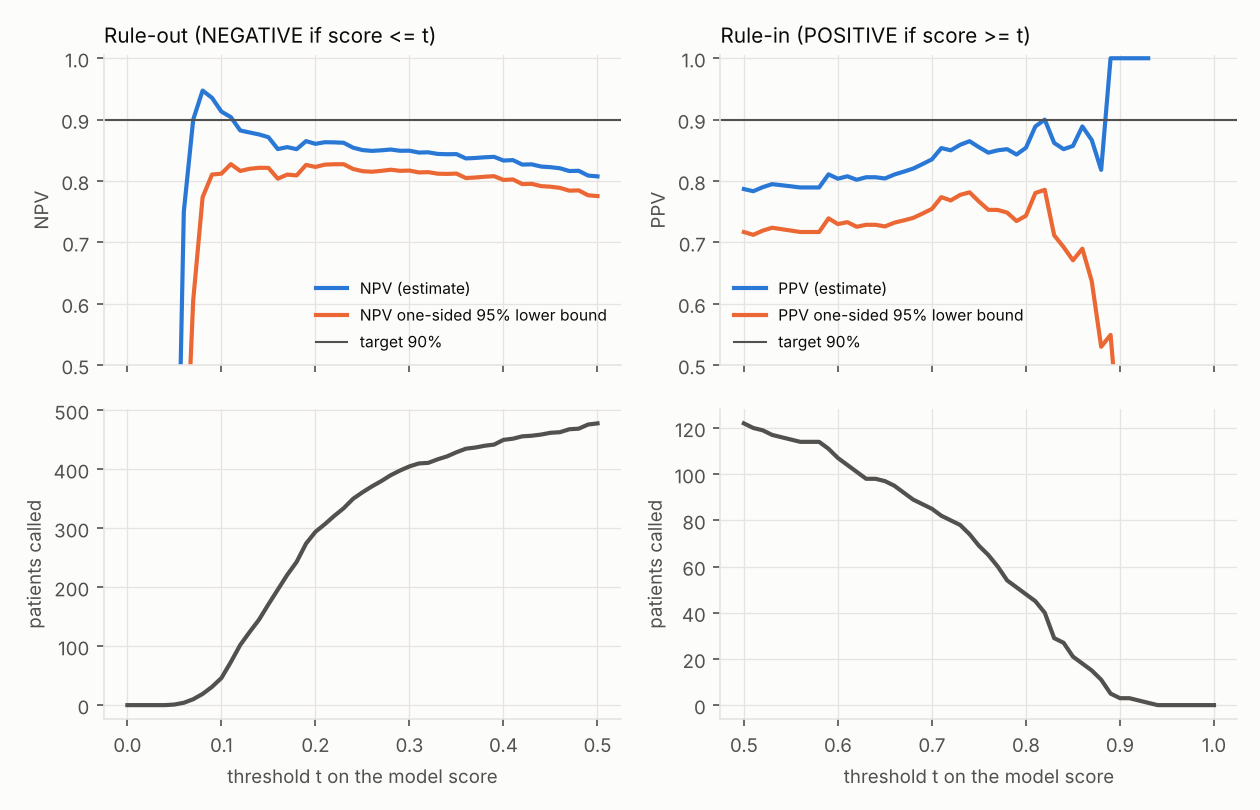 Rule-out (NEGATIVE if score <= t)
1.0
0.9
0.8
0.7
0.6
0.5
NPV
NPV (estimate)
NPV one-sided 95% lower bound
target 90%
Rule-in (POSITIVE if score >= t)
1.0
0.9
0.8
0.7
0.6
0.5
PPV
PPV (estimate)
PPV one-sided 95% lower bound
target 90%
500
400
300
200
100
0
patients called
0.0 0.1 0.2 0.3 0.4 0.5
threshold t on the model score
120
100
80
60
40
20
0
patients called
0.5 0.6 0.7 0.8 0.9 1.0
threshold t on the model score